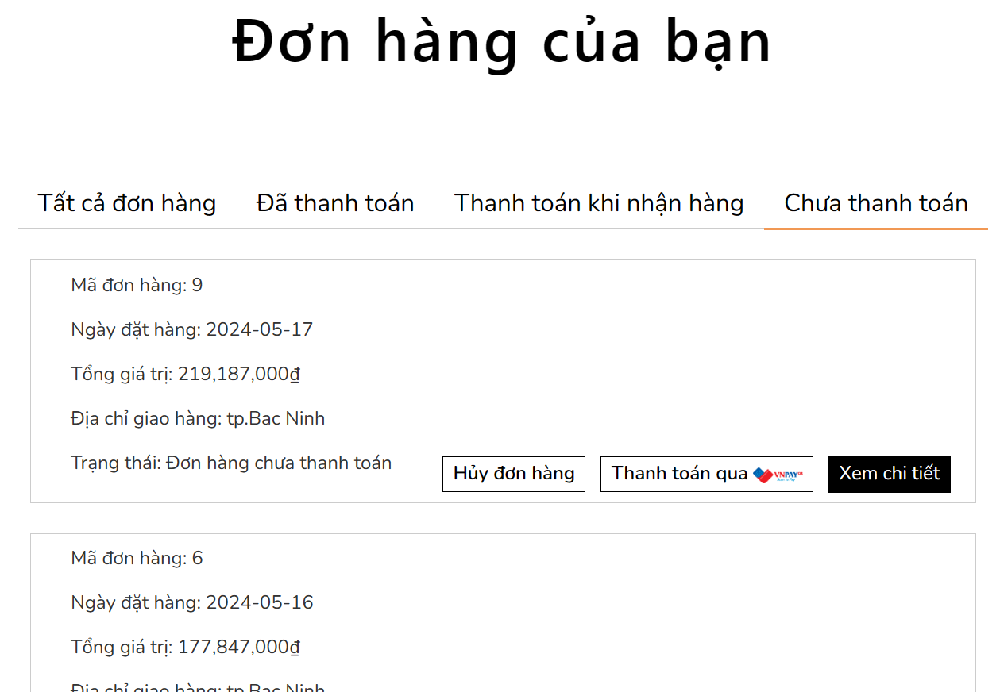 Đơn hàng của bạn
Tất cả đơn hàng Đã thanh toán Thanh toán khi nhận hàng Chưa thanh toán
Mã đơn hàng: 9
Ngày đặt hàng: 2024-05-17
Tổng giá trị: 219,187,000₫
Địa chỉ giao hàng: tp.Bac Ninh
Trạng thái: Đơn hàng chưa thanh toán
Hủy đơn hàng Thanh toán qua VNPAY Xem chi tiết
Mã đơn hàng: 6
Ngày đặt hàng: 2024-05-16
Tổng giá trị: 177,847,000₫
Địa chỉ giao hàng: tp.Bac Ninh